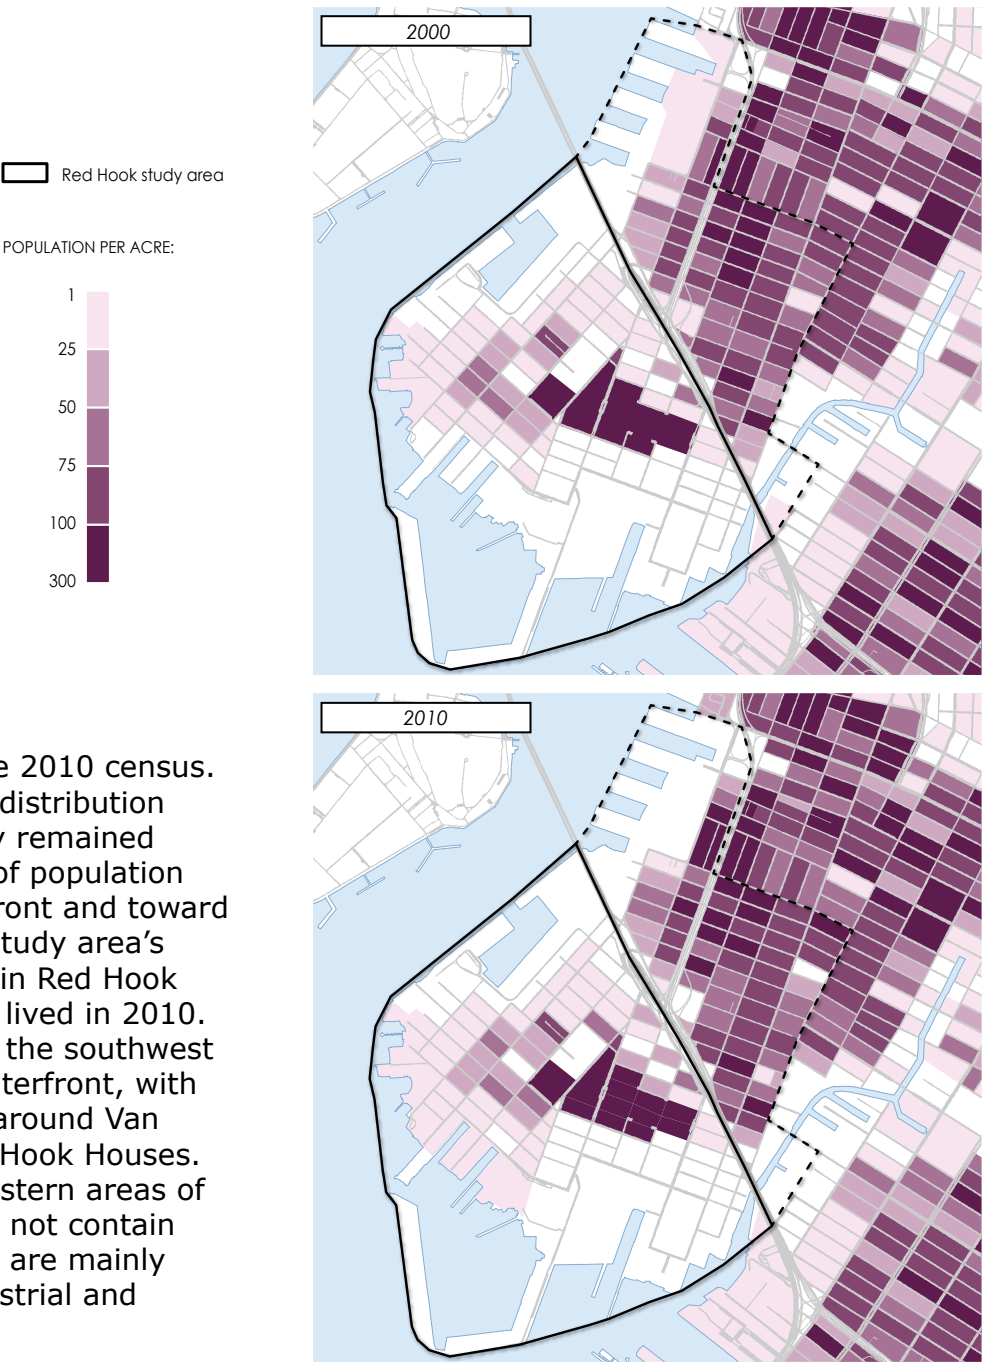 2000
Red Hook study area
POPULATION PER ACRE:
1
25
50
75
100
300
2010
e 2010 census.
distribution
y remained
of population
ront and toward
tudy area's
in Red Hook
lived in 2010.
the southwest
terfront, with
around Van
Hook Houses.
stern areas of
not contain
are mainly
strial and